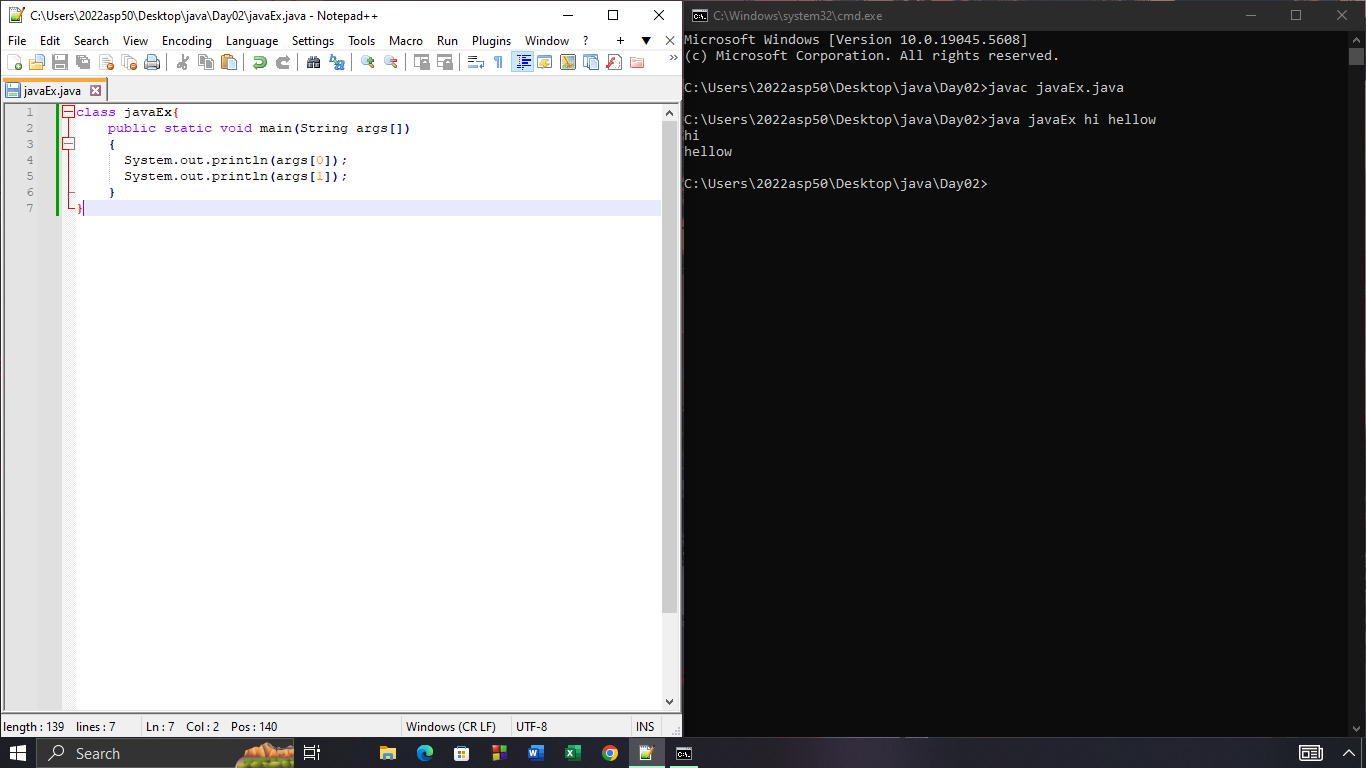 C:\Users\2022asp50\Desktop\java\Day02\javaEx.java - Notepad++
File Edit Search View Encoding Language Settings Tools Macro Run Plugins Window ? + ▼ X
»
javaEx.java
1 class javaEx{
2 public static void main(String args[])
3 {
4 System.out.println(args[0]);
5 System.out.println(args[1]);
6 }
7 }
length : 139 lines : 7 Ln : 7 Col : 2 Pos : 140 Windows (CR LF) UTF-8 INS
C:\Windows\system32\cmd.exe
Microsoft Windows [Version 10.0.19045.5608]
(c) Microsoft Corporation. All rights reserved.
C:\Users\2022asp50\Desktop\java\Day02>javac javaEx.java
C:\Users\2022asp50\Desktop\java\Day02>java javaEx hi hellow
hi
hellow
C:\Users\2022asp50\Desktop\java\Day02>
Search